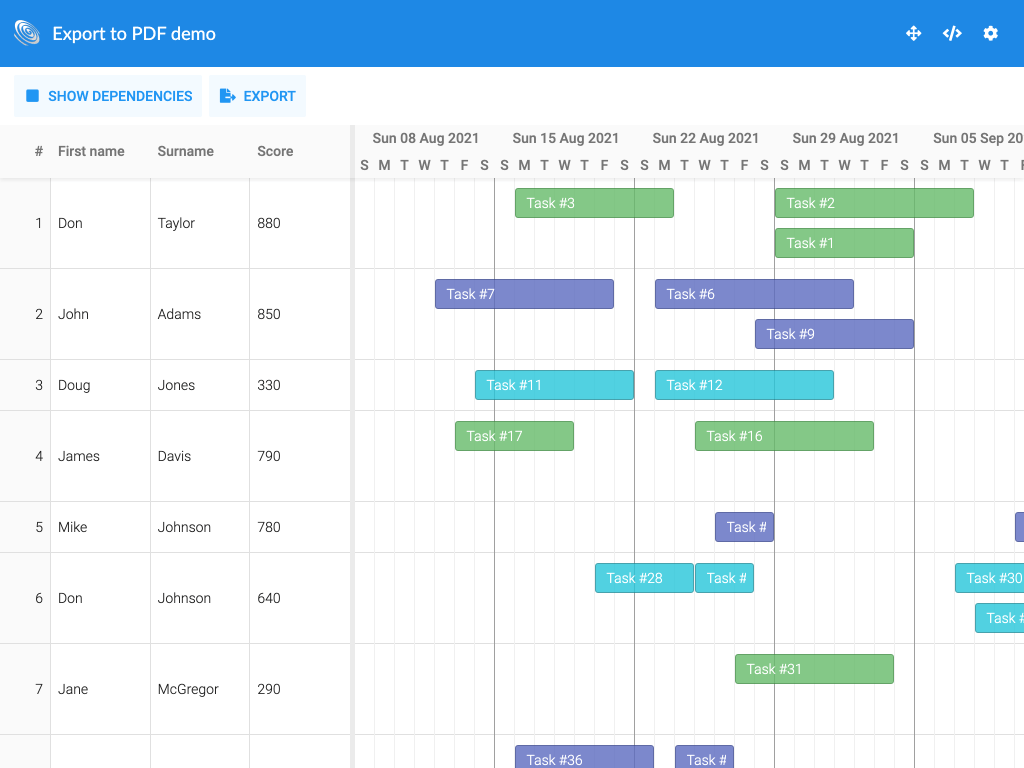 Export to PDF demo
SHOW DEPENDENCIES EXPORT
# First name Surname Score
Sun 08 Aug 2021 Sun 15 Aug 2021 Sun 22 Aug 2021 Sun 29 Aug 2021 Sun 05 Sep 20
S M T W T F S S M T W T F S S M T W T F S S M T W T F S S M T W T F
1 Don Taylor 880
Task #3 Task #2
Task #1
2 John Adams 850
Task #7 Task #6
Task #9
3 Doug Jones 330
Task #11 Task #12
4 James Davis 790
Task #17 Task #16
5 Mike Johnson 780
Task #
6 Don Johnson 640
Task #28 Task # Task #30
Task #
7 Jane McGregor 290
Task #31
Task #36 Task #